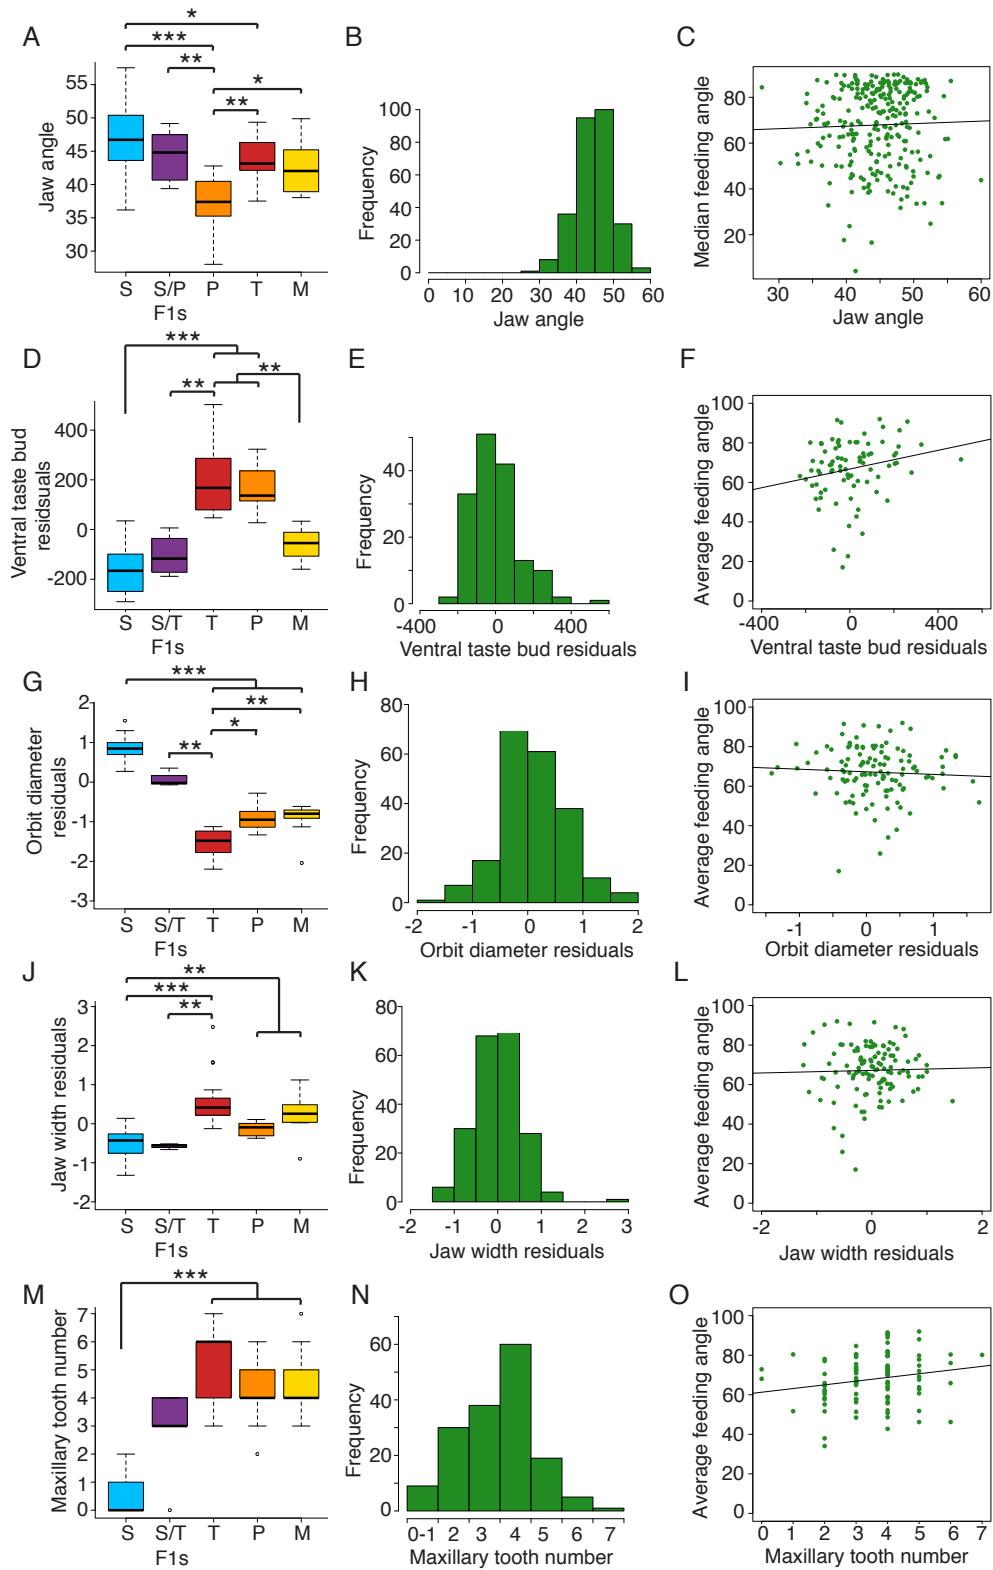 A
*
***
**
*
**
Jaw angle
55
50
45
40
35
30
S S/P P T M
F1s
B
Frequency
100
80
60
40
20
0
0 10 20 30 40 50 60
Jaw angle
C
Median feeding angle
80
60
40
20
30 40 50 60
Jaw angle
D
***
**
**
Ventral taste bud
residsuals
400
200
0
-200
S S/T T P M
F1s
E
Frequency
40
20
0
-400 0 400
Ventral taste bud residuals
F
Average feeding angle
100
80
60
40
20
0
-400 0 400
Ventral taste bud residuals
G
***
**
*
**
Orbit diameter
residuals
2
1
0
-1
-2
-3
S S/T T P M
F1s
H
Frequency
80
60
40
20
0
-2 -1 0 1 2
Orbit diameter residuals
I
Average feeding angle
100
80
60
40
20
0
-1 0 1
Orbit diameter residuals
J
**
***
**
Jaw width residuals
3
2
1
0
-1
-2
S S/T T P M
F1s
K
Frequency
80
60
40
20
0
-2 -1 0 1 2 3
Jaw width residuals
L
Average feeding angle
100
80
60
40
20
0
-2 0 2
Jaw width residuals
M
***
Maxillary tooth number
7
6
5
4
3
2
1
0
S S/T T P M
F1s
N
Frequency
60
40
20
0
0-1 2 3 4 5 6 7
Maxillary tooth number
O
Average feeding angle
100
80
60
40
20
0
0 1 2 3 4 5 6 7
Maxillary tooth number